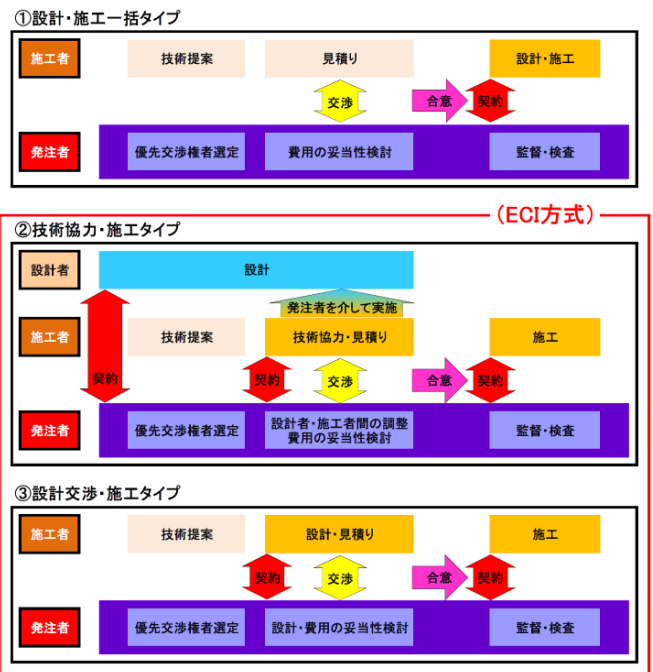 ①設計・施工一括タイプ
施工者
技術提案
見積り
設計・施工
交渉
合意
契約
発注者
優先交渉権者選定
費用の妥当性検討
監督・検査
(ECI方式)
②技術協力・施工タイプ
設計者
設計
発注者を介して実施
施工者
技術提案
技術協力・見積り
施工
契約
契約
交渉
合意
契約
発注者
優先交渉権者選定
設計者・施工者間の調整
費用の妥当性検討
監督・検査
③設計交渉・施工タイプ
施工者
技術提案
設計・見積り
施工
契約
交渉
合意
契約
発注者
優先交渉権者選定
設計・費用の妥当性検討
監督・検査